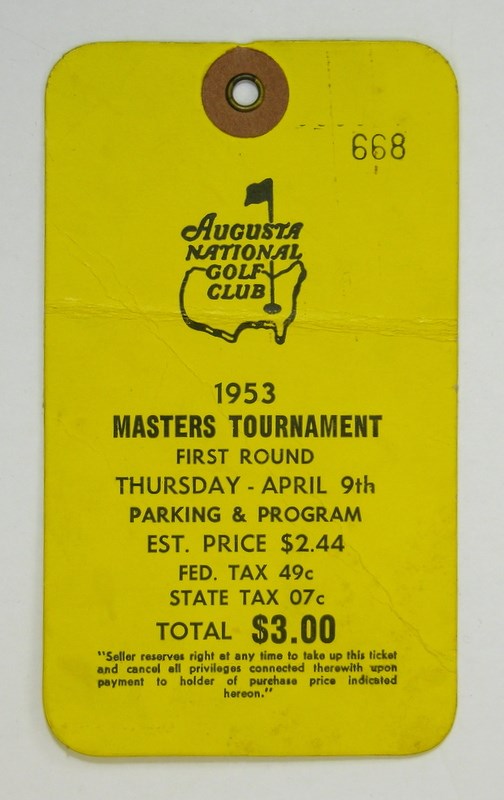 668
Augusta
National
Golf
Club
1953
MASTERS TOURNAMENT
FIRST ROUND
THURSDAY - APRIL 9th
PARKING & PROGRAM
EST. PRICE $2.44
FED. TAX 49c
STATE TAX 07c
TOTAL $3.00
"Seller reserves right at any time to take up this ticket
and cancel all privileges connected therewith upon
payment to holder of purchase price indicated
hereon."